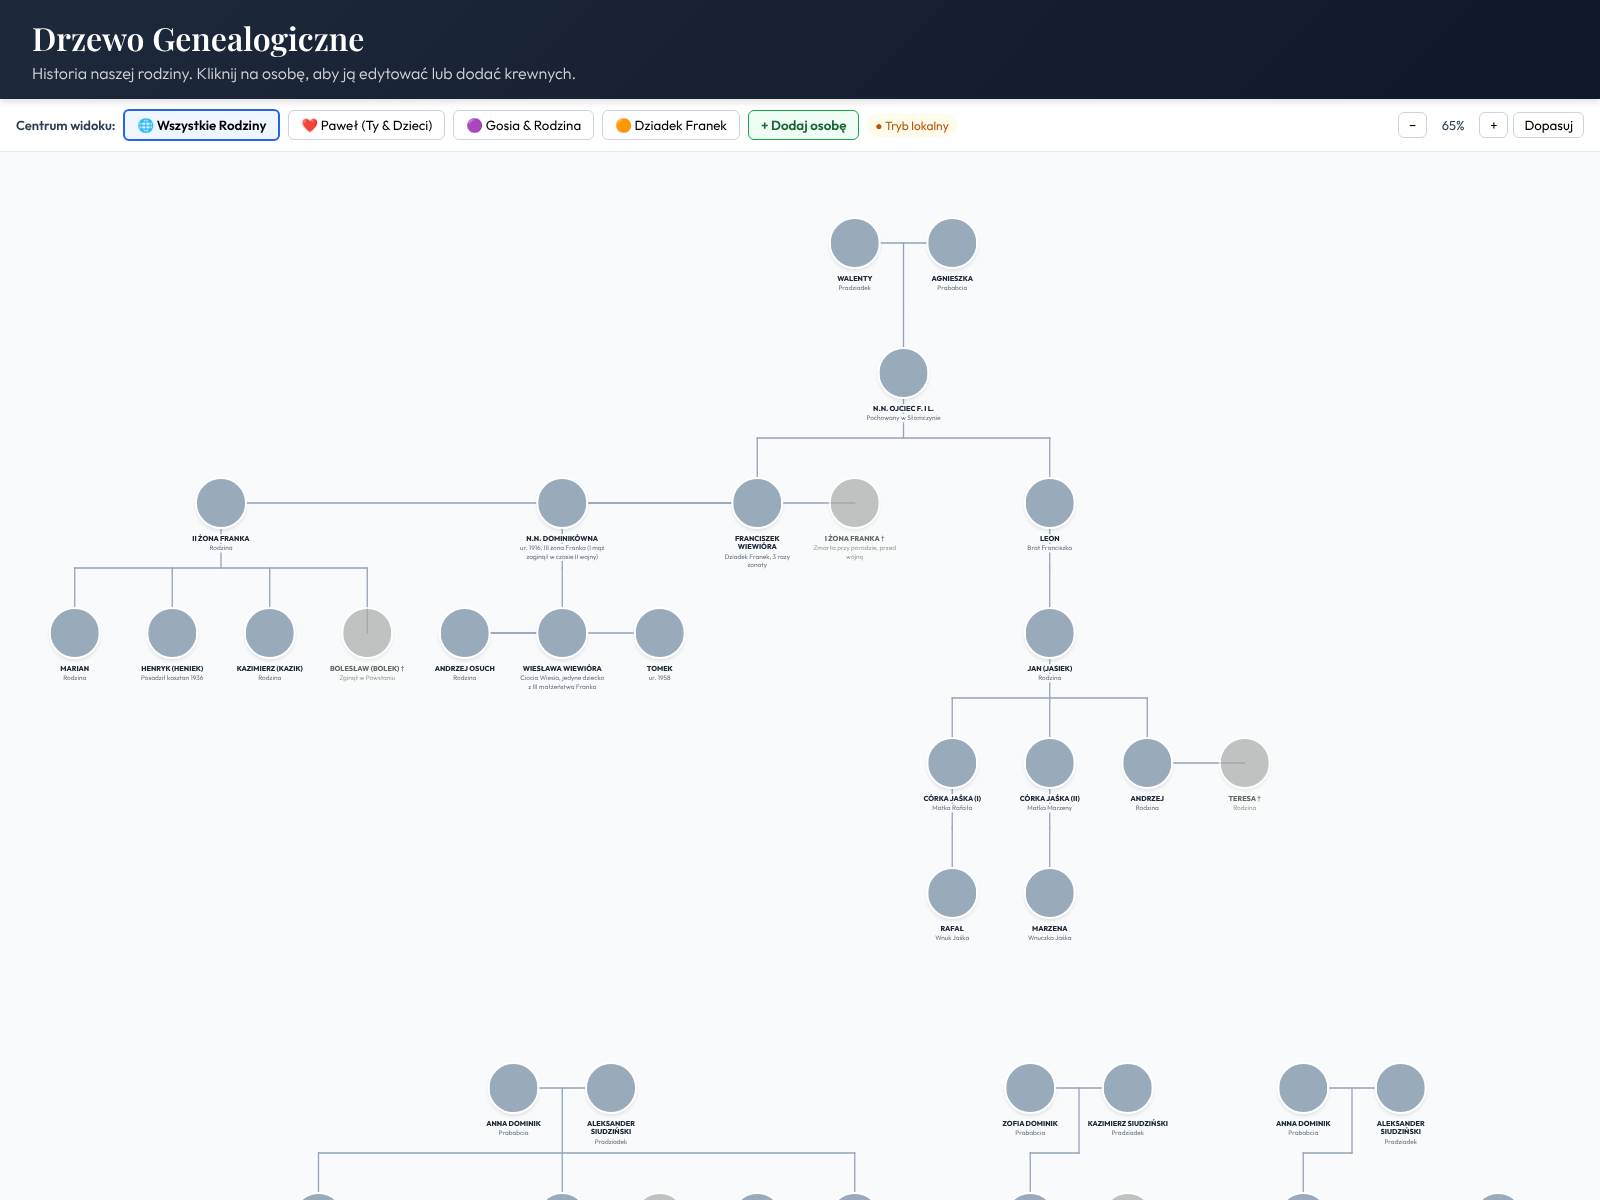 Drzewo Genealogiczne
Historia naszej rodziny. Kliknij na osobę, aby ją edytować lub dodać krewnych.
Centrum widoku: 🌐 Wszystkie Rodziny ❤️ Paweł (Ty & Dzieci) 🟣 Gosia & Rodzina 🟠 Dziadek Franek + Dodaj osobę ● Tryb lokalny − 65% + Dopasuj
WALENTY
Pradziadek
AGNIESZKA
Prababcia
N.N. OJCIEC F. I L.
Pochowany w Słomczynie
II ŻONA FRANKA
Rodzina
N.N. DOMINIKÓWNA
ur. 1916, III żona Franka (I mąż
zaginął w czasie II wojny)
FRANCISZEK
WIEWIÓRA
Dziadek Franek, 3 razy
żonaty
I ŻONA FRANKA †
Zmarła przy porodzie, przed
wojną
LEON
Brat Franciszka
MARIAN
Rodzina
HENRYK (HENIEK)
Posadził kasztan 1936
KAZIMIERZ (KAZIK)
Rodzina
BOLESŁAW (BOLEK) †
Zginął w Powstaniu
ANDRZEJ OSUCH
Rodzina
WIESŁAWA WIEWIÓRA
Ciocia Wiesia, jedyne dziecko
z III małżeństwa Franka
TOMEK
ur. 1958
JAN (JASIEK)
Rodzina
CÓRKA JAŚKA (I)
Matka Rafała
CÓRKA JAŚKA (II)
Matka Marzeny
ANDRZEJ
Rodzina
TERESA †
Rodzina
RAFAŁ
Wnuk Jaśka
MARZENA
Wnuczka Jaśka
ANNA DOMINIK
Prababcia
ALEKSANDER
SIUDZIŃSKI
Pradziadek
ZOFIA DOMINIK
Prababcia
KAZIMIERZ SIUDZIŃSKI
Pradziadek
ANNA DOMINIK
Prababcia
ALEKSANDER
SIUDZIŃSKI
Pradziadek